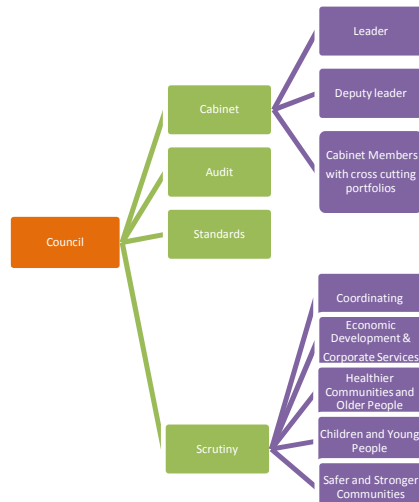 Leader
Deputy leader
Cabinet
Cabinet Members
with cross cutting
portfolios
Audit
Standards
Council
Coordinating
Economic
Development &
Corporate Services
Healthier
Communities and
Older People
Scrutiny
Children and Young
People
Safer and Stronger
Communities